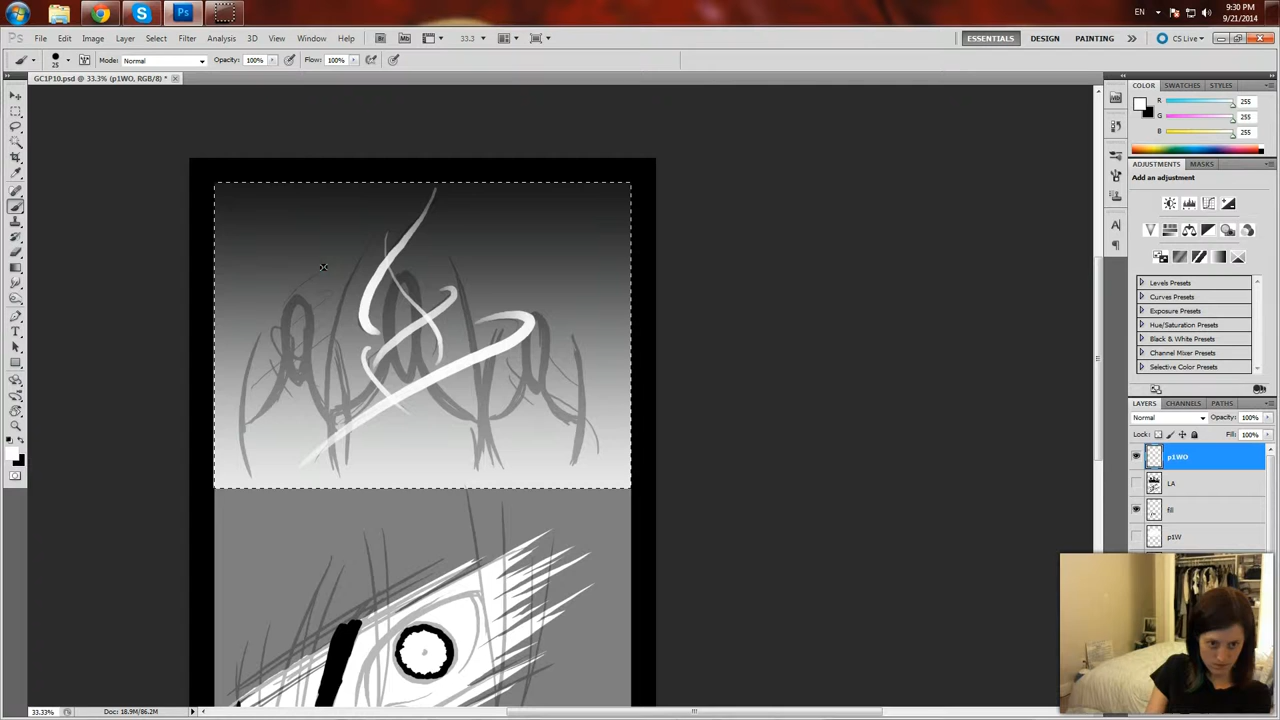 EN
9:30 PM
9/21/2014
Ps
File Edit Image Layer Select Filter Analysis 3D View Window Help
33.3
ESSENTIALS DESIGN PAINTING
CS Live
25
Mode: Normal Opacity: 100% Flow: 100%
GC1P10.psd @ 33.3% (p1WO, RGB/8) *
COLOR SWATCHES STYLES
R 255
G 255
B 255
ADJUSTMENTS MASKS
Add an adjustment
Levels Presets
Curves Presets
Exposure Presets
Hue/Saturation Presets
Black & White Presets
Channel Mixer Presets
Selective Color Presets
LAYERS CHANNELS PATHS
Normal Opacity: 100%
Lock: Fill: 100%
p1WO
LA
fill
p1W
33.33% Doc: 18.9M/86.2M